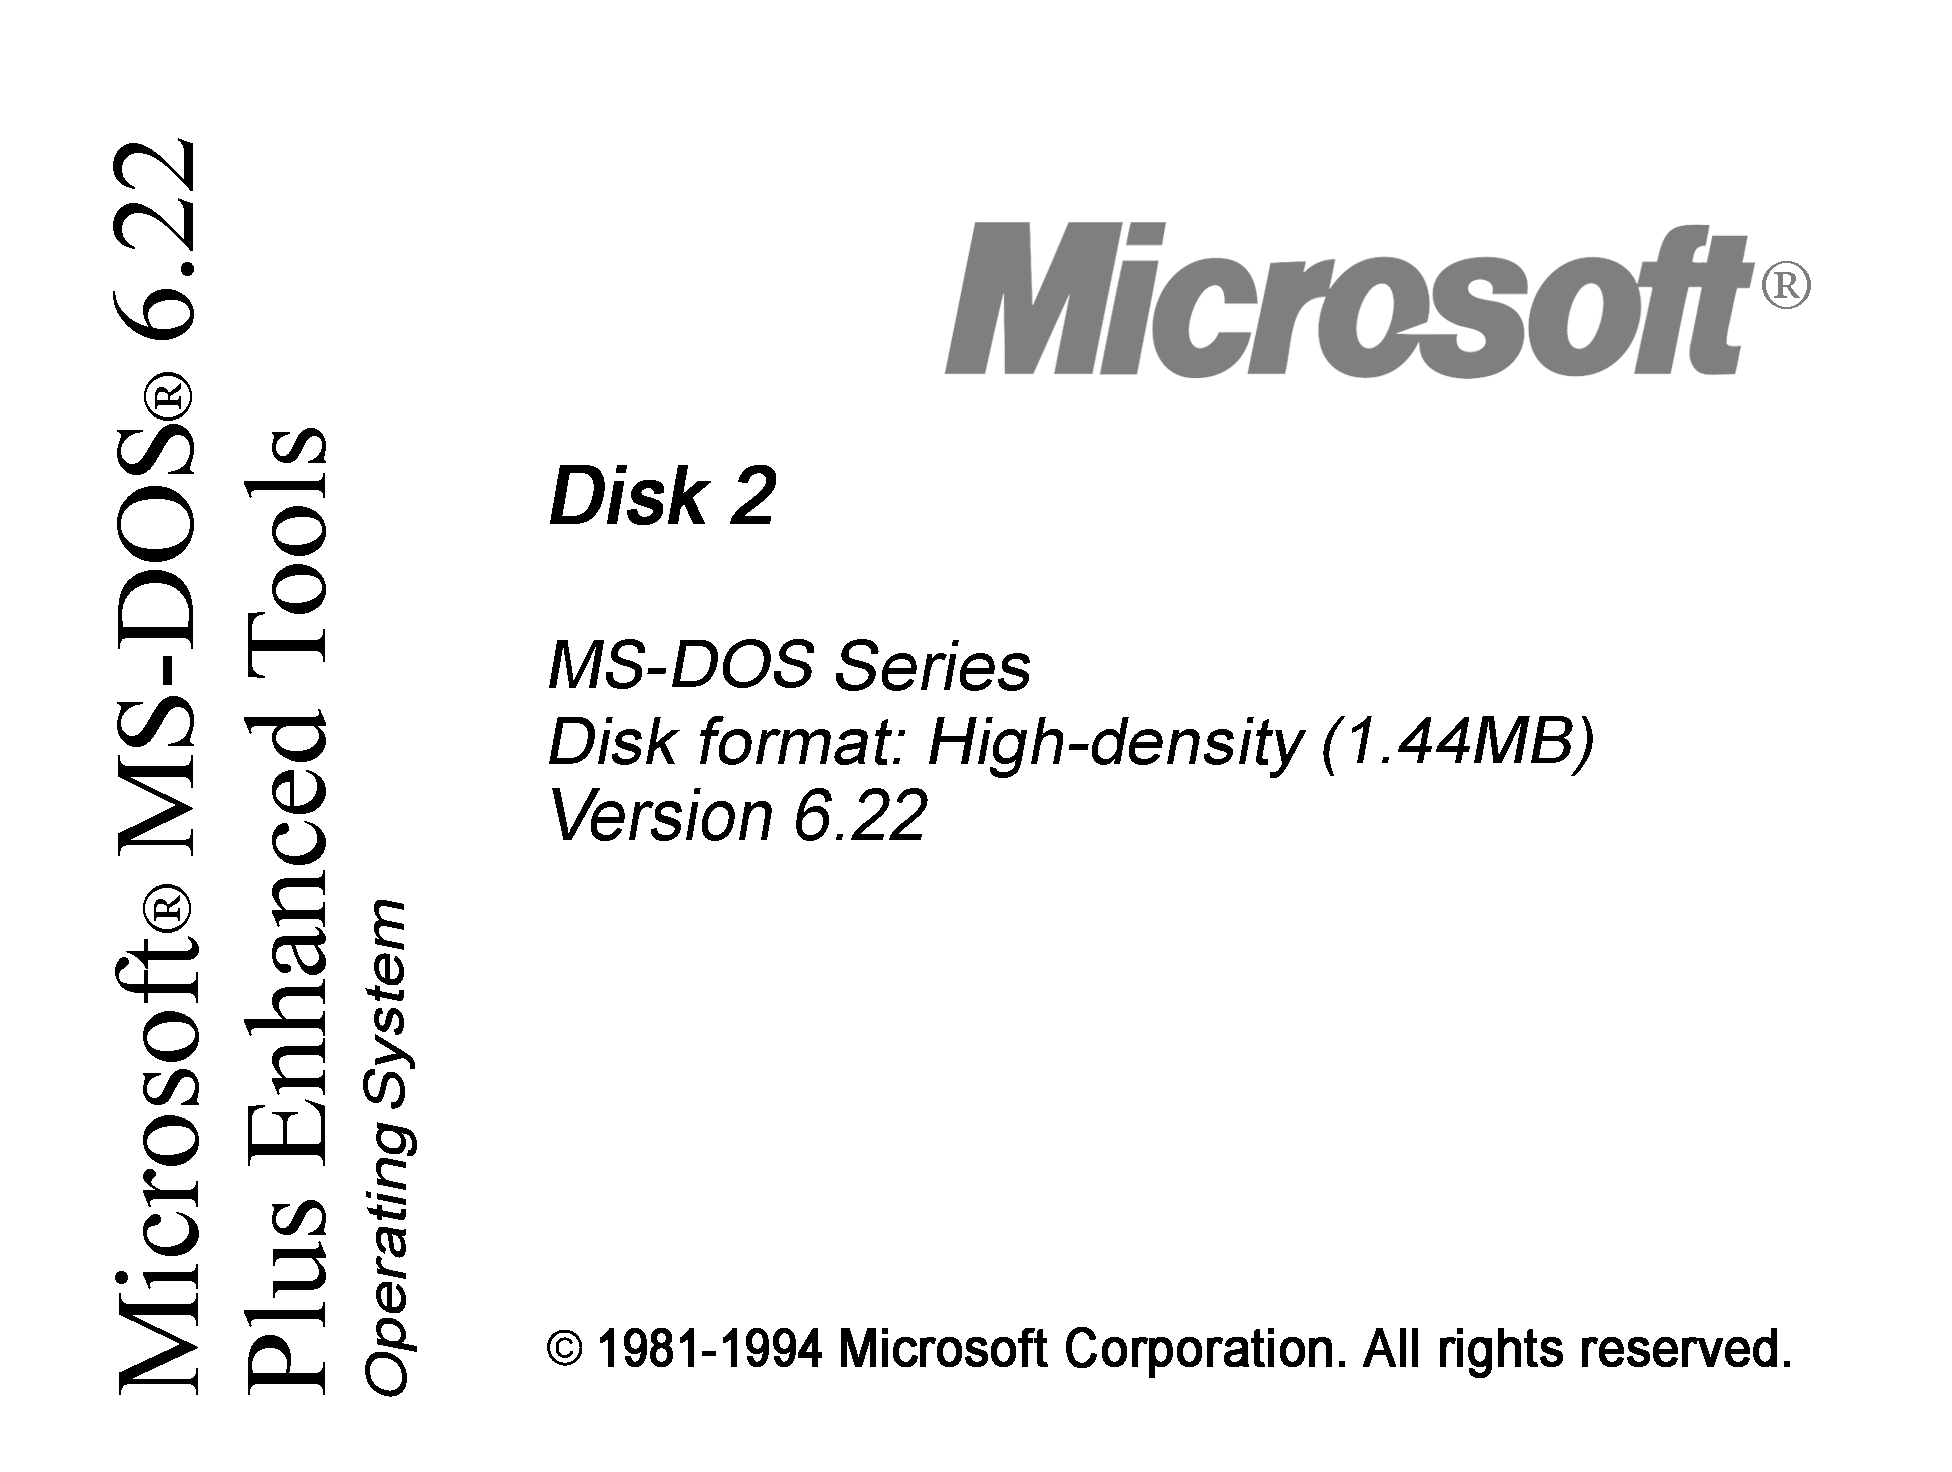 Microsoft® MS-DOS® 6.22
Plus Enhanced Tools
Operating System
Microsoft®
Disk 2
MS-DOS Series
Disk format: High-density (1.44MB)
Version 6.22
© 1981-1994 Microsoft Corporation. All rights reserved.